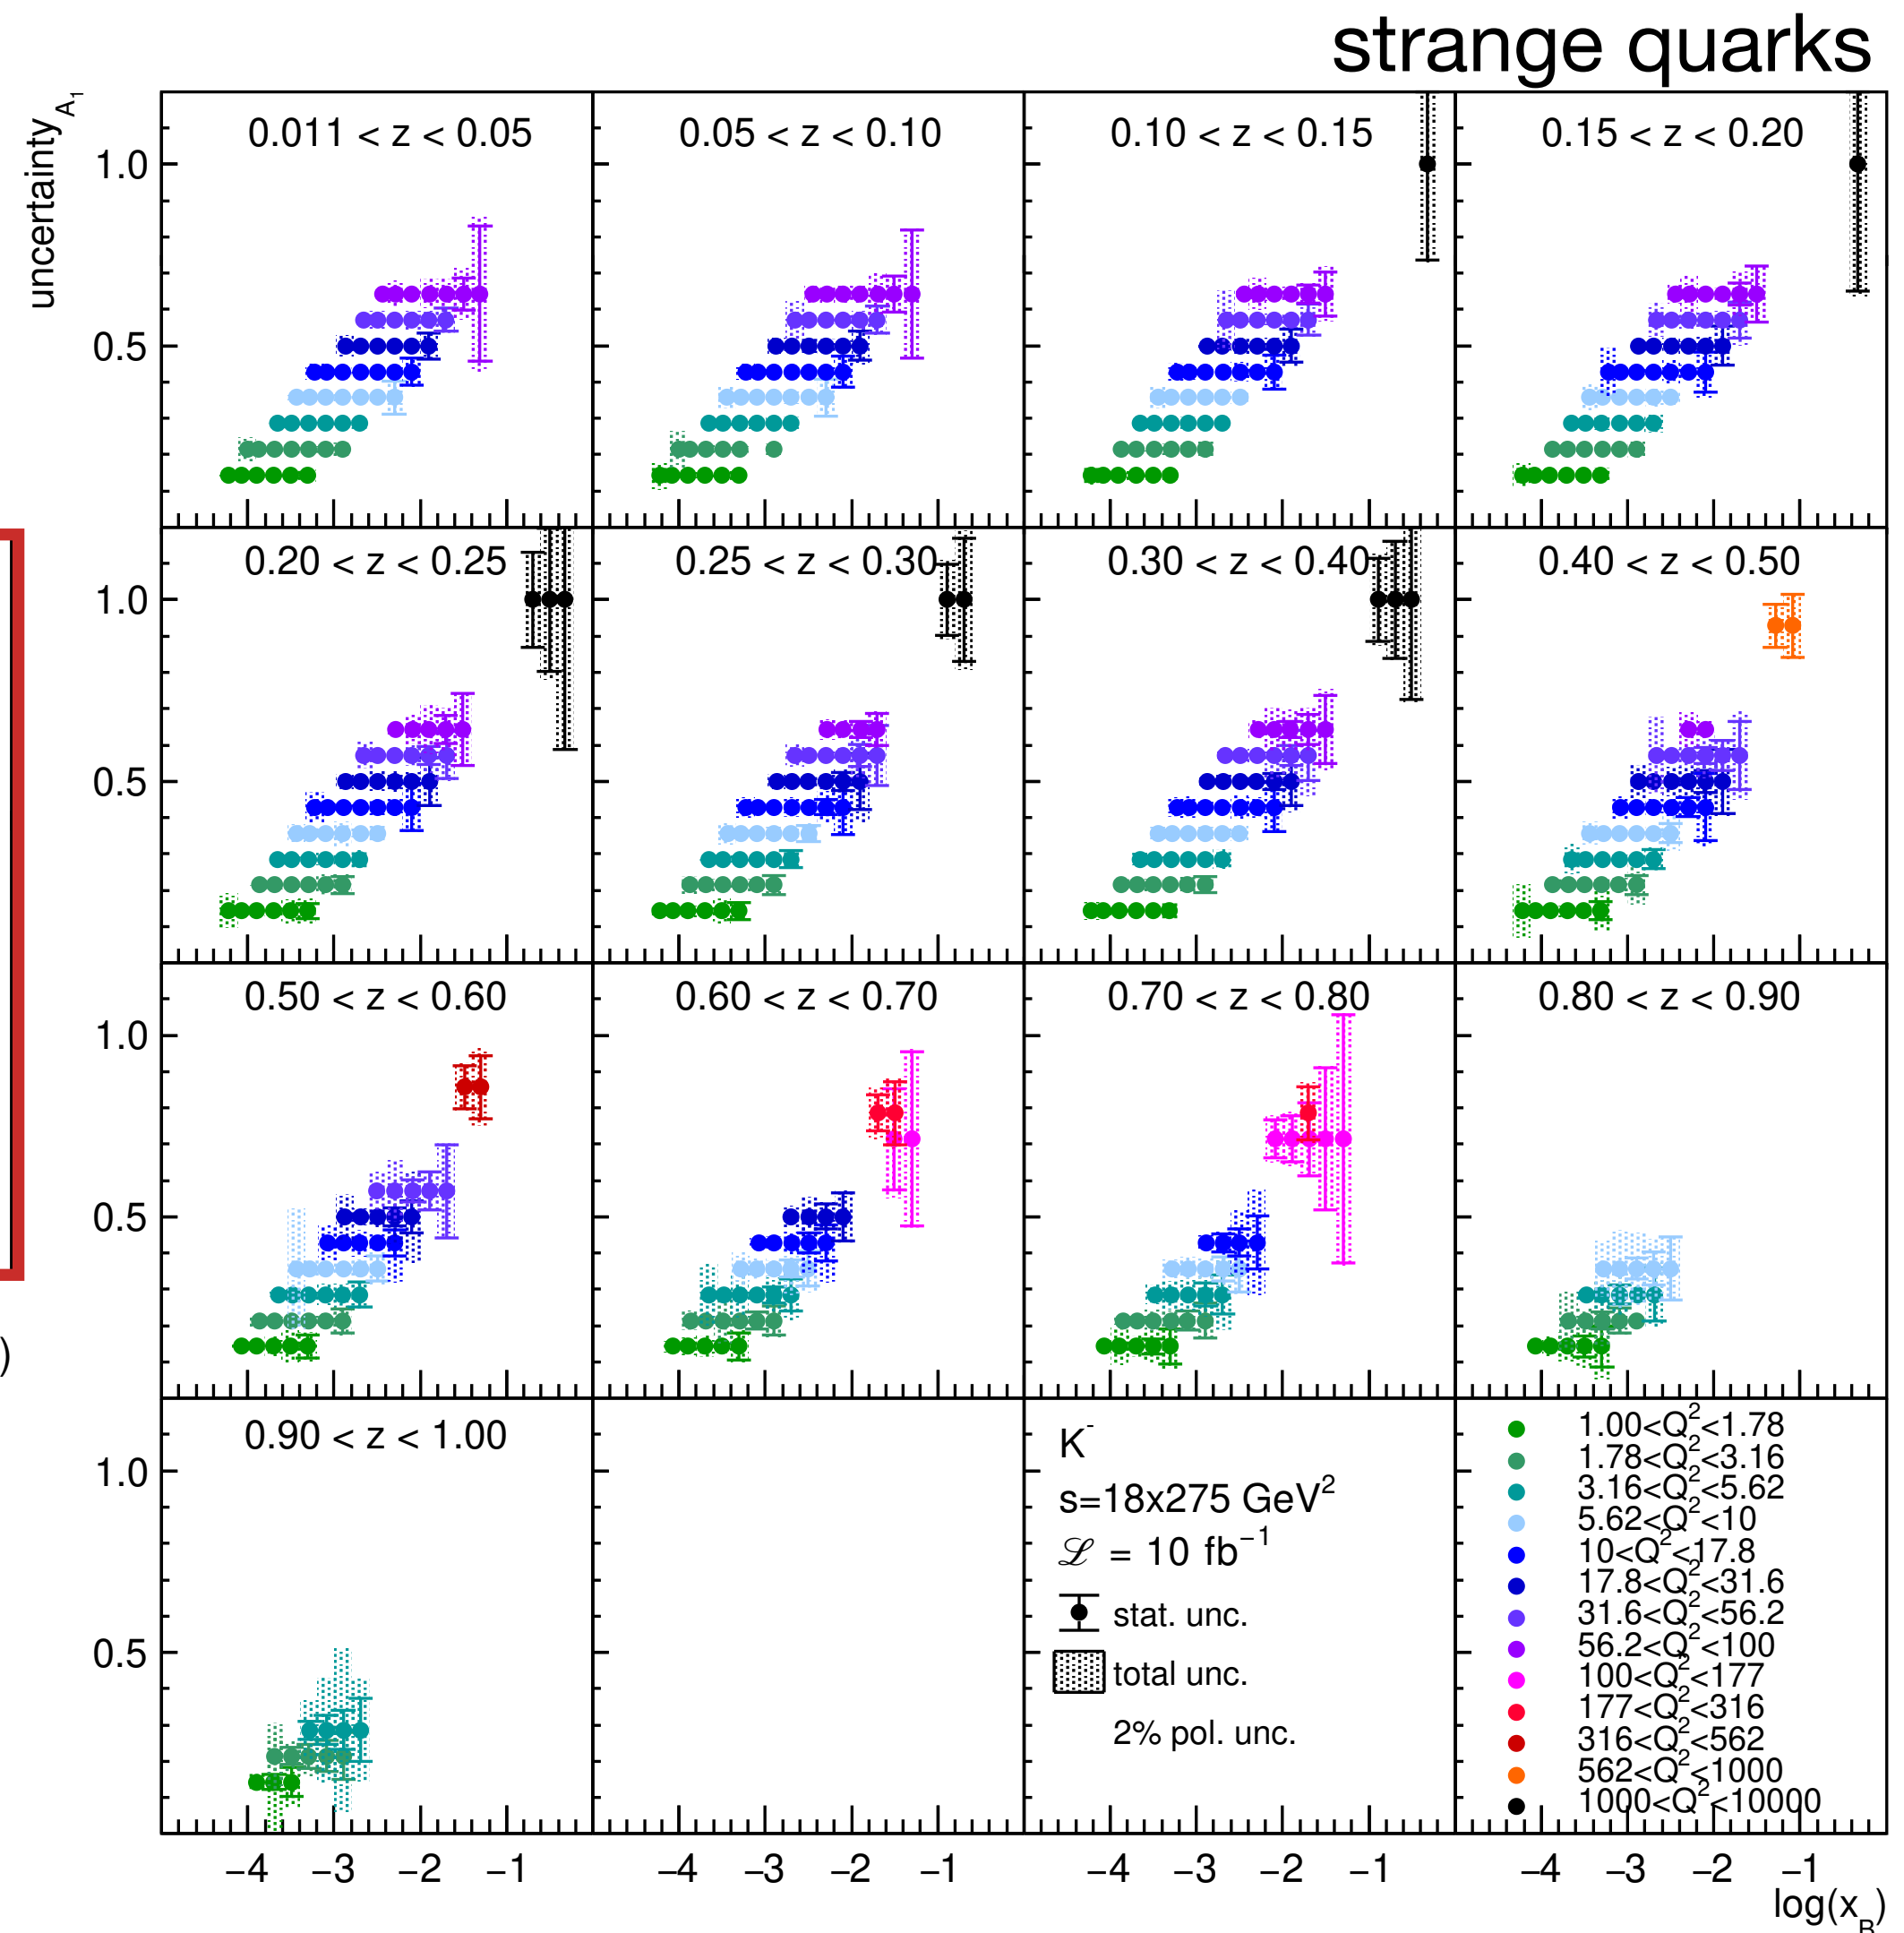 strange quarks
uncertainty_A₁
0.011 < z < 0.05
0.05 < z < 0.10
0.10 < z < 0.15
0.15 < z < 0.20
1.0
0.5
0.20 < z < 0.25
0.25 < z < 0.30
0.30 < z < 0.40
0.40 < z < 0.50
1.0
0.5
0.50 < z < 0.60
0.60 < z < 0.70
0.70 < z < 0.80
0.80 < z < 0.90
1.0
0.5
)
0.90 < z < 1.00
1.0
0.5
K⁻
s=18x275 GeV²
ℒ = 10 fb⁻¹
stat. unc.
total unc.
2% pol. unc.
1.00<Q²<1.78
1.78<Q²<3.16
3.16<Q²<5.62
5.62<Q²<10
10<Q²<17.8
17.8<Q²<31.6
31.6<Q²<56.2
56.2<Q²<100
100<Q²<177
177<Q²<316
316<Q²<562
562<Q²<1000
1000<Q²<10000
−4 −3 −2 −1 −4 −3 −2 −1 −4 −3 −2 −1 −4 −3 −2 −1
log(x_B)